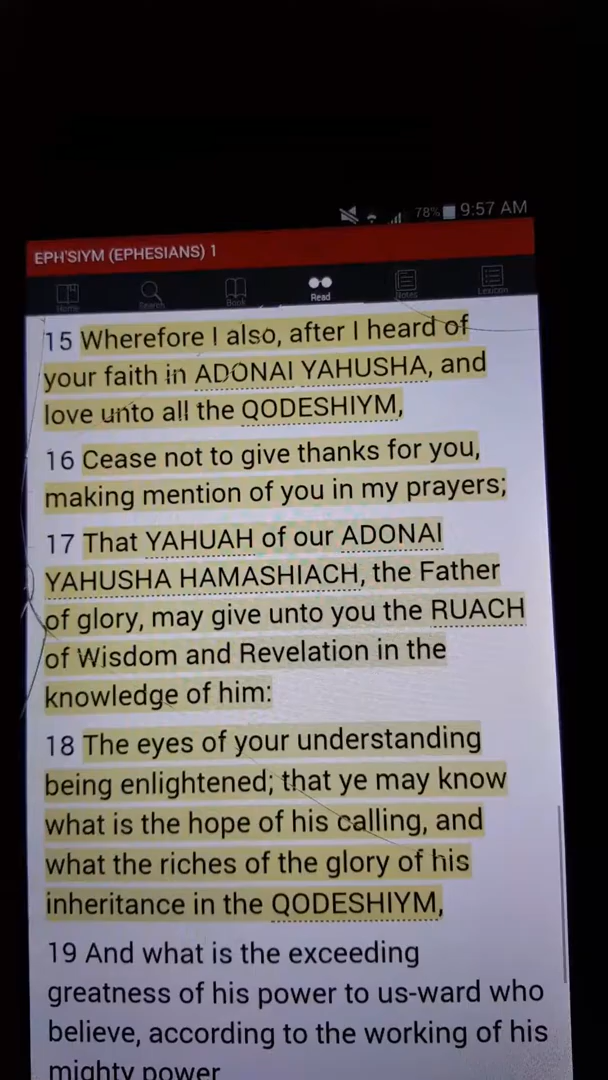 78% 9:57 AM
EPH'SIYM (EPHESIANS) 1
Home Search Book Read Notes Lexicon
15 Wherefore I also, after I heard of
your faith in ADONAI YAHUSHA, and
love unto all the QODESHIYM,
16 Cease not to give thanks for you,
making mention of you in my prayers;
17 That YAHUAH of our ADONAI
YAHUSHA HAMASHIACH, the Father
of glory, may give unto you the RUACH
of Wisdom and Revelation in the
knowledge of him:
18 The eyes of your understanding
being enlightened; that ye may know
what is the hope of his calling, and
what the riches of the glory of his
inheritance in the QODESHIYM,
19 And what is the exceeding
greatness of his power to us-ward who
believe, according to the working of his
mighty power